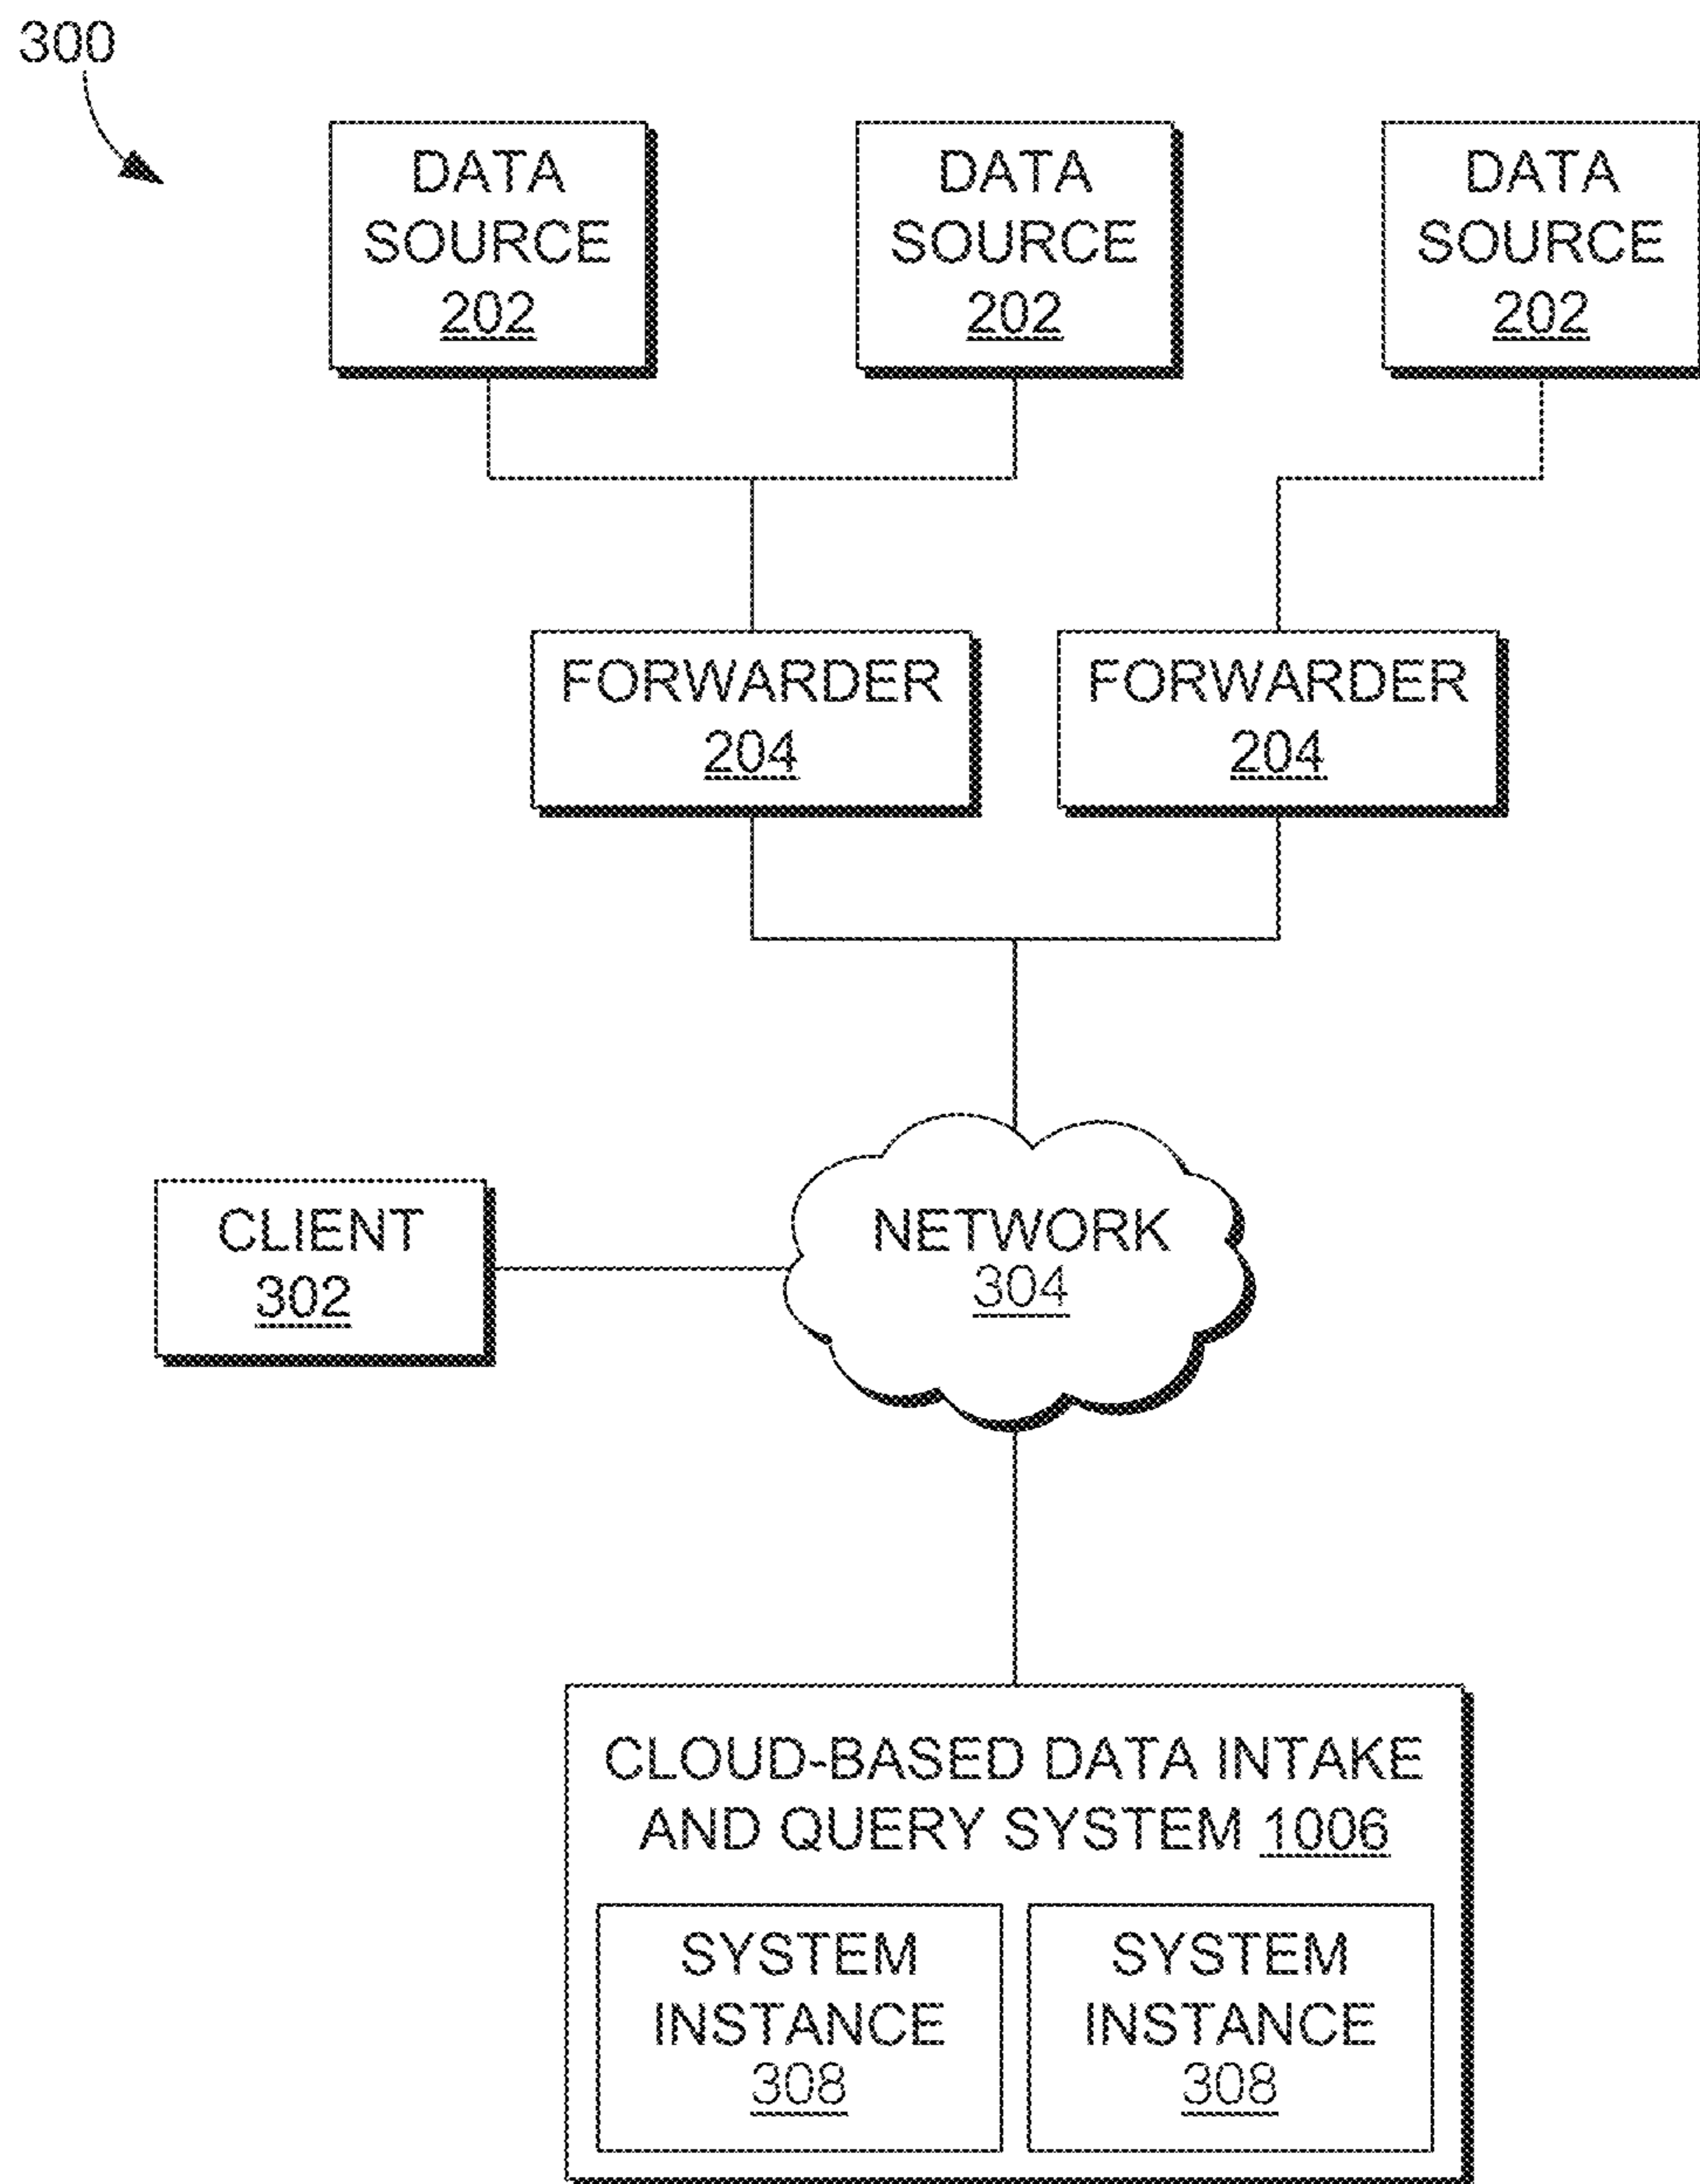 300
DATA
SOURCE
202
DATA
SOURCE
202
DATA
SOURCE
202
FORWARDER
204
FORWARDER
204
CLIENT
302
NETWORK
304
CLOUD-BASED DATA INTAKE
AND QUERY SYSTEM 1006
SYSTEM
INSTANCE
308
SYSTEM
INSTANCE
308